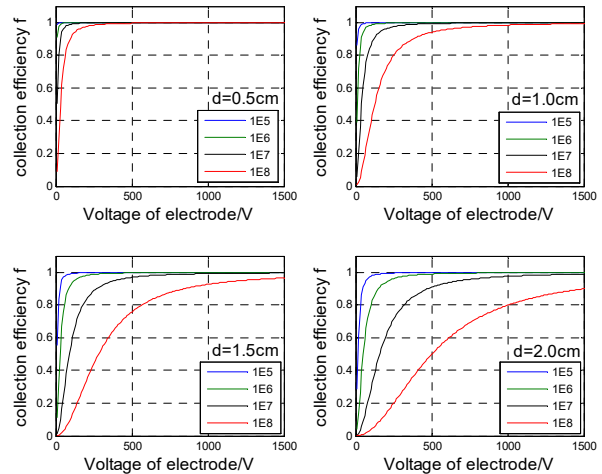 1
0.8
0.6
0.4
0.2
0
0
500
1000
1500
collection efficiency f
Voltage of electrode/V
d=0.5cm
1E5
1E6
1E7
1E8
1
0.8
0.6
0.4
0.2
0
0
500
1000
1500
collection efficiency f
Voltage of electrode/V
d=1.0cm
1E5
1E6
1E7
1E8
1
0.8
0.6
0.4
0.2
0
0
500
1000
1500
collection efficiency f
Voltage of electrode/V
d=1.5cm
1E5
1E6
1E7
1E8
1
0.8
0.6
0.4
0.2
0
0
500
1000
1500
collection efficiency f
Voltage of electrode/V
d=2.0cm
1E5
1E6
1E7
1E8